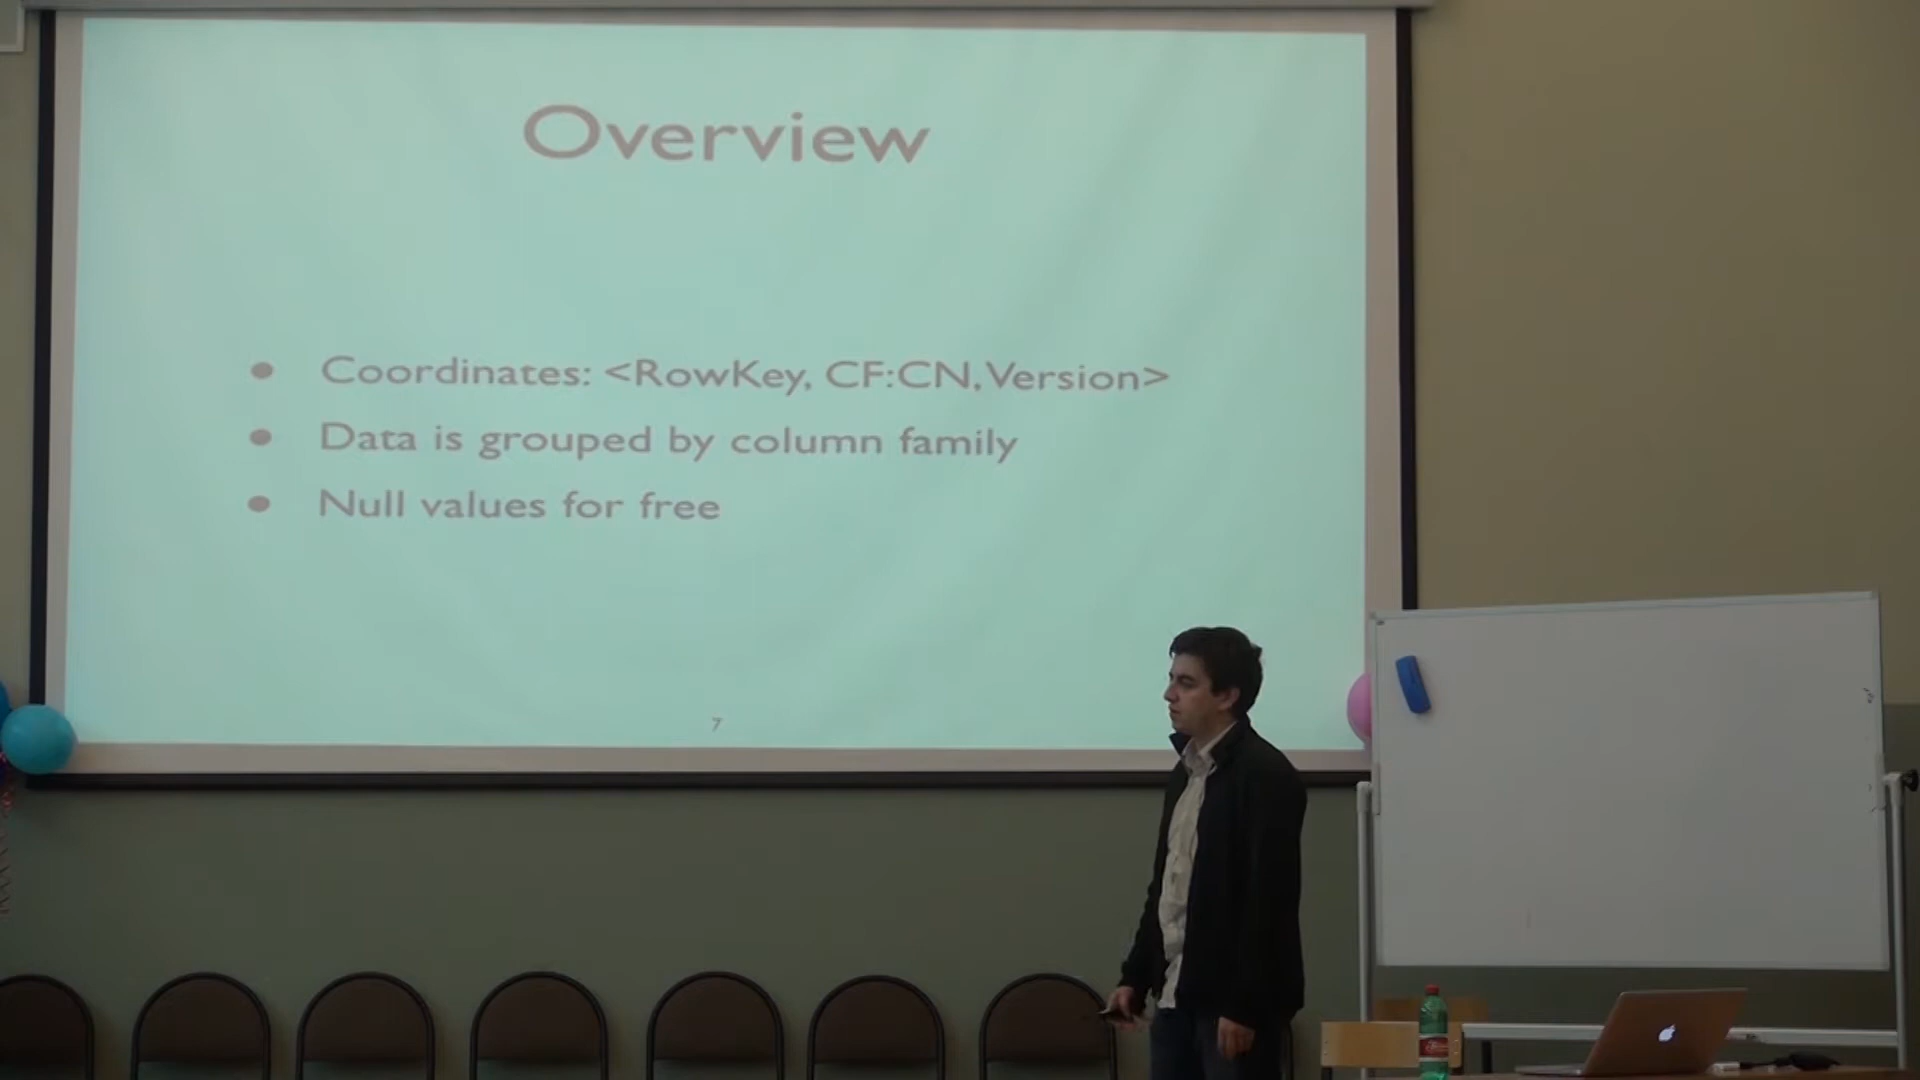 Overview
Coordinates: <RowKey, CF:CN, Version>
Data is grouped by column family
Null values for free
7